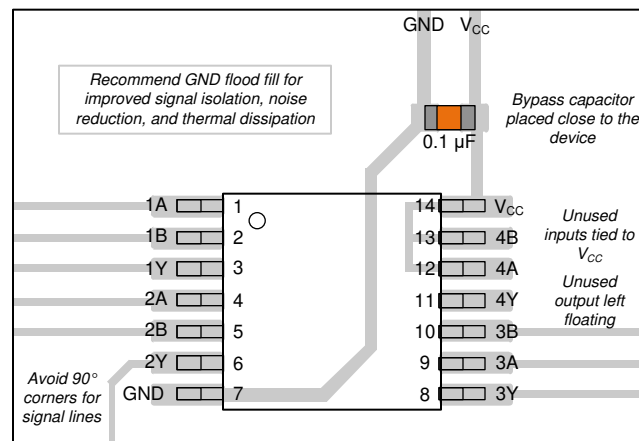 GND V_CC
Recommend GND flood fill for
improved signal isolation, noise
reduction, and thermal dissipation
Bypass capacitor
placed close to the
device
0.1 µF
1A 1 14 V_CC
1B 2 13 4B
1Y 3 12 4A
2A 4 11 4Y
2B 5 10 3B
2Y 6 9 3A
GND 7 8 3Y
Unused
inputs tied to
V_CC
Unused
output left
floating
Avoid 90°
corners for
signal lines